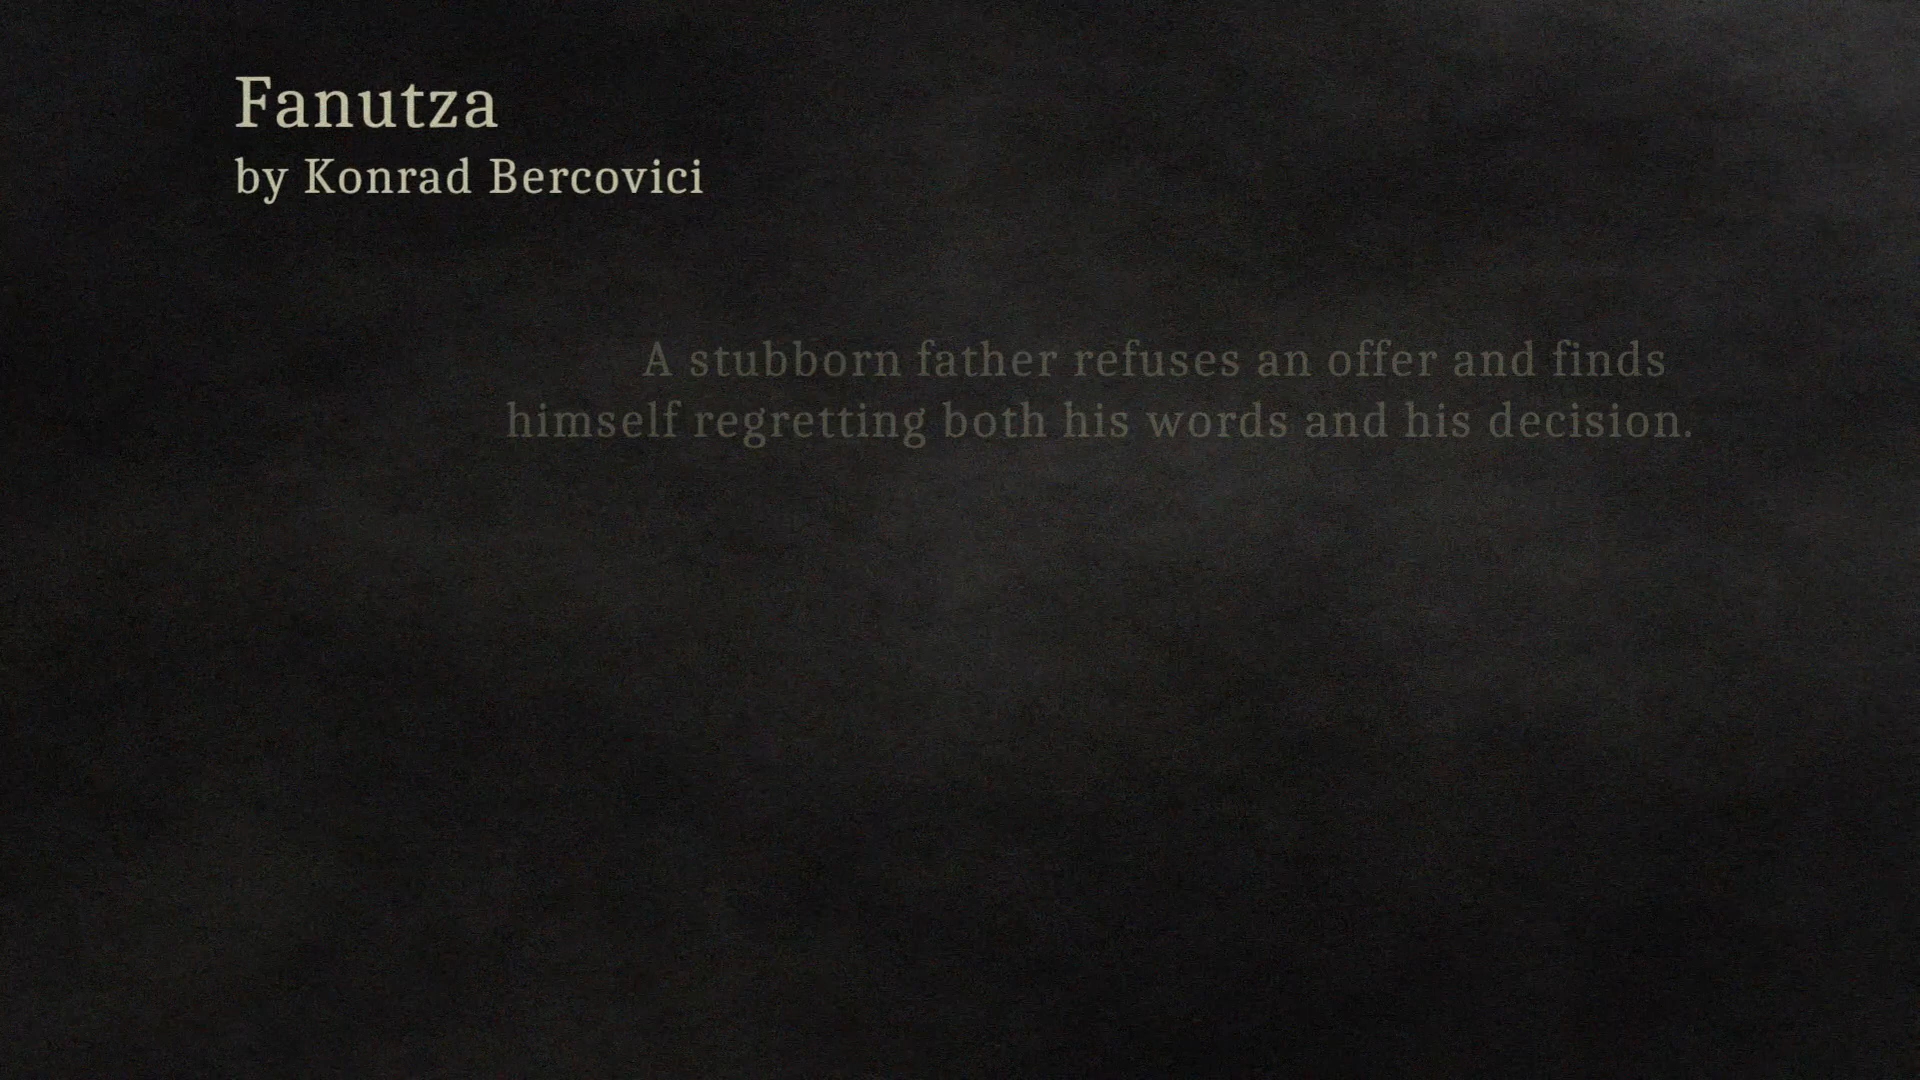 Fanutza
by Konrad Bercovici
A stubborn father refuses an offer and finds
himself regretting both his words and his decision.